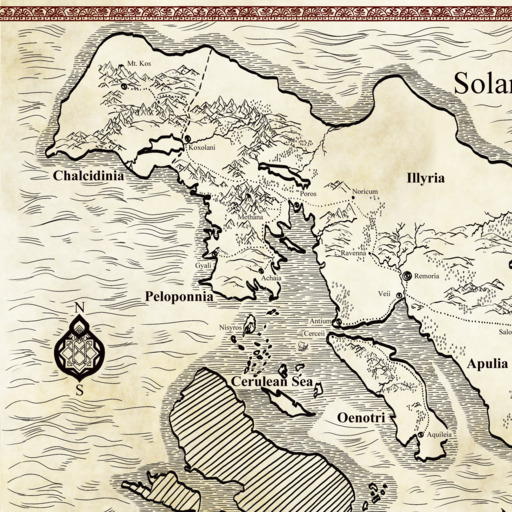 Solar
Mt. Kos
Koxolani
Chalcidinia
Illyria
Poros
Noricum
Methana
Ravenna
Gyali
Achaia
Remoria
Veii
Peloponnia
N
S
Nisyros
Antium
Cercei
Salo
Apulia
Cerulean Sea
Oenotri
Aquileia